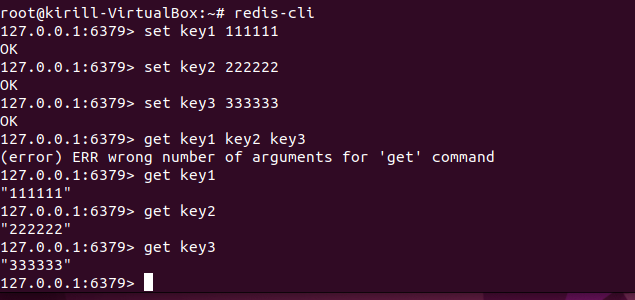 root@kirill-VirtualBox:~# redis-cli
127.0.0.1:6379> set key1 111111
OK
127.0.0.1:6379> set key2 222222
OK
127.0.0.1:6379> set key3 333333
OK
127.0.0.1:6379> get key1 key2 key3
(error) ERR wrong number of arguments for 'get' command
127.0.0.1:6379> get key1
"111111"
127.0.0.1:6379> get key2
"222222"
127.0.0.1:6379> get key3
"333333"
127.0.0.1:6379>